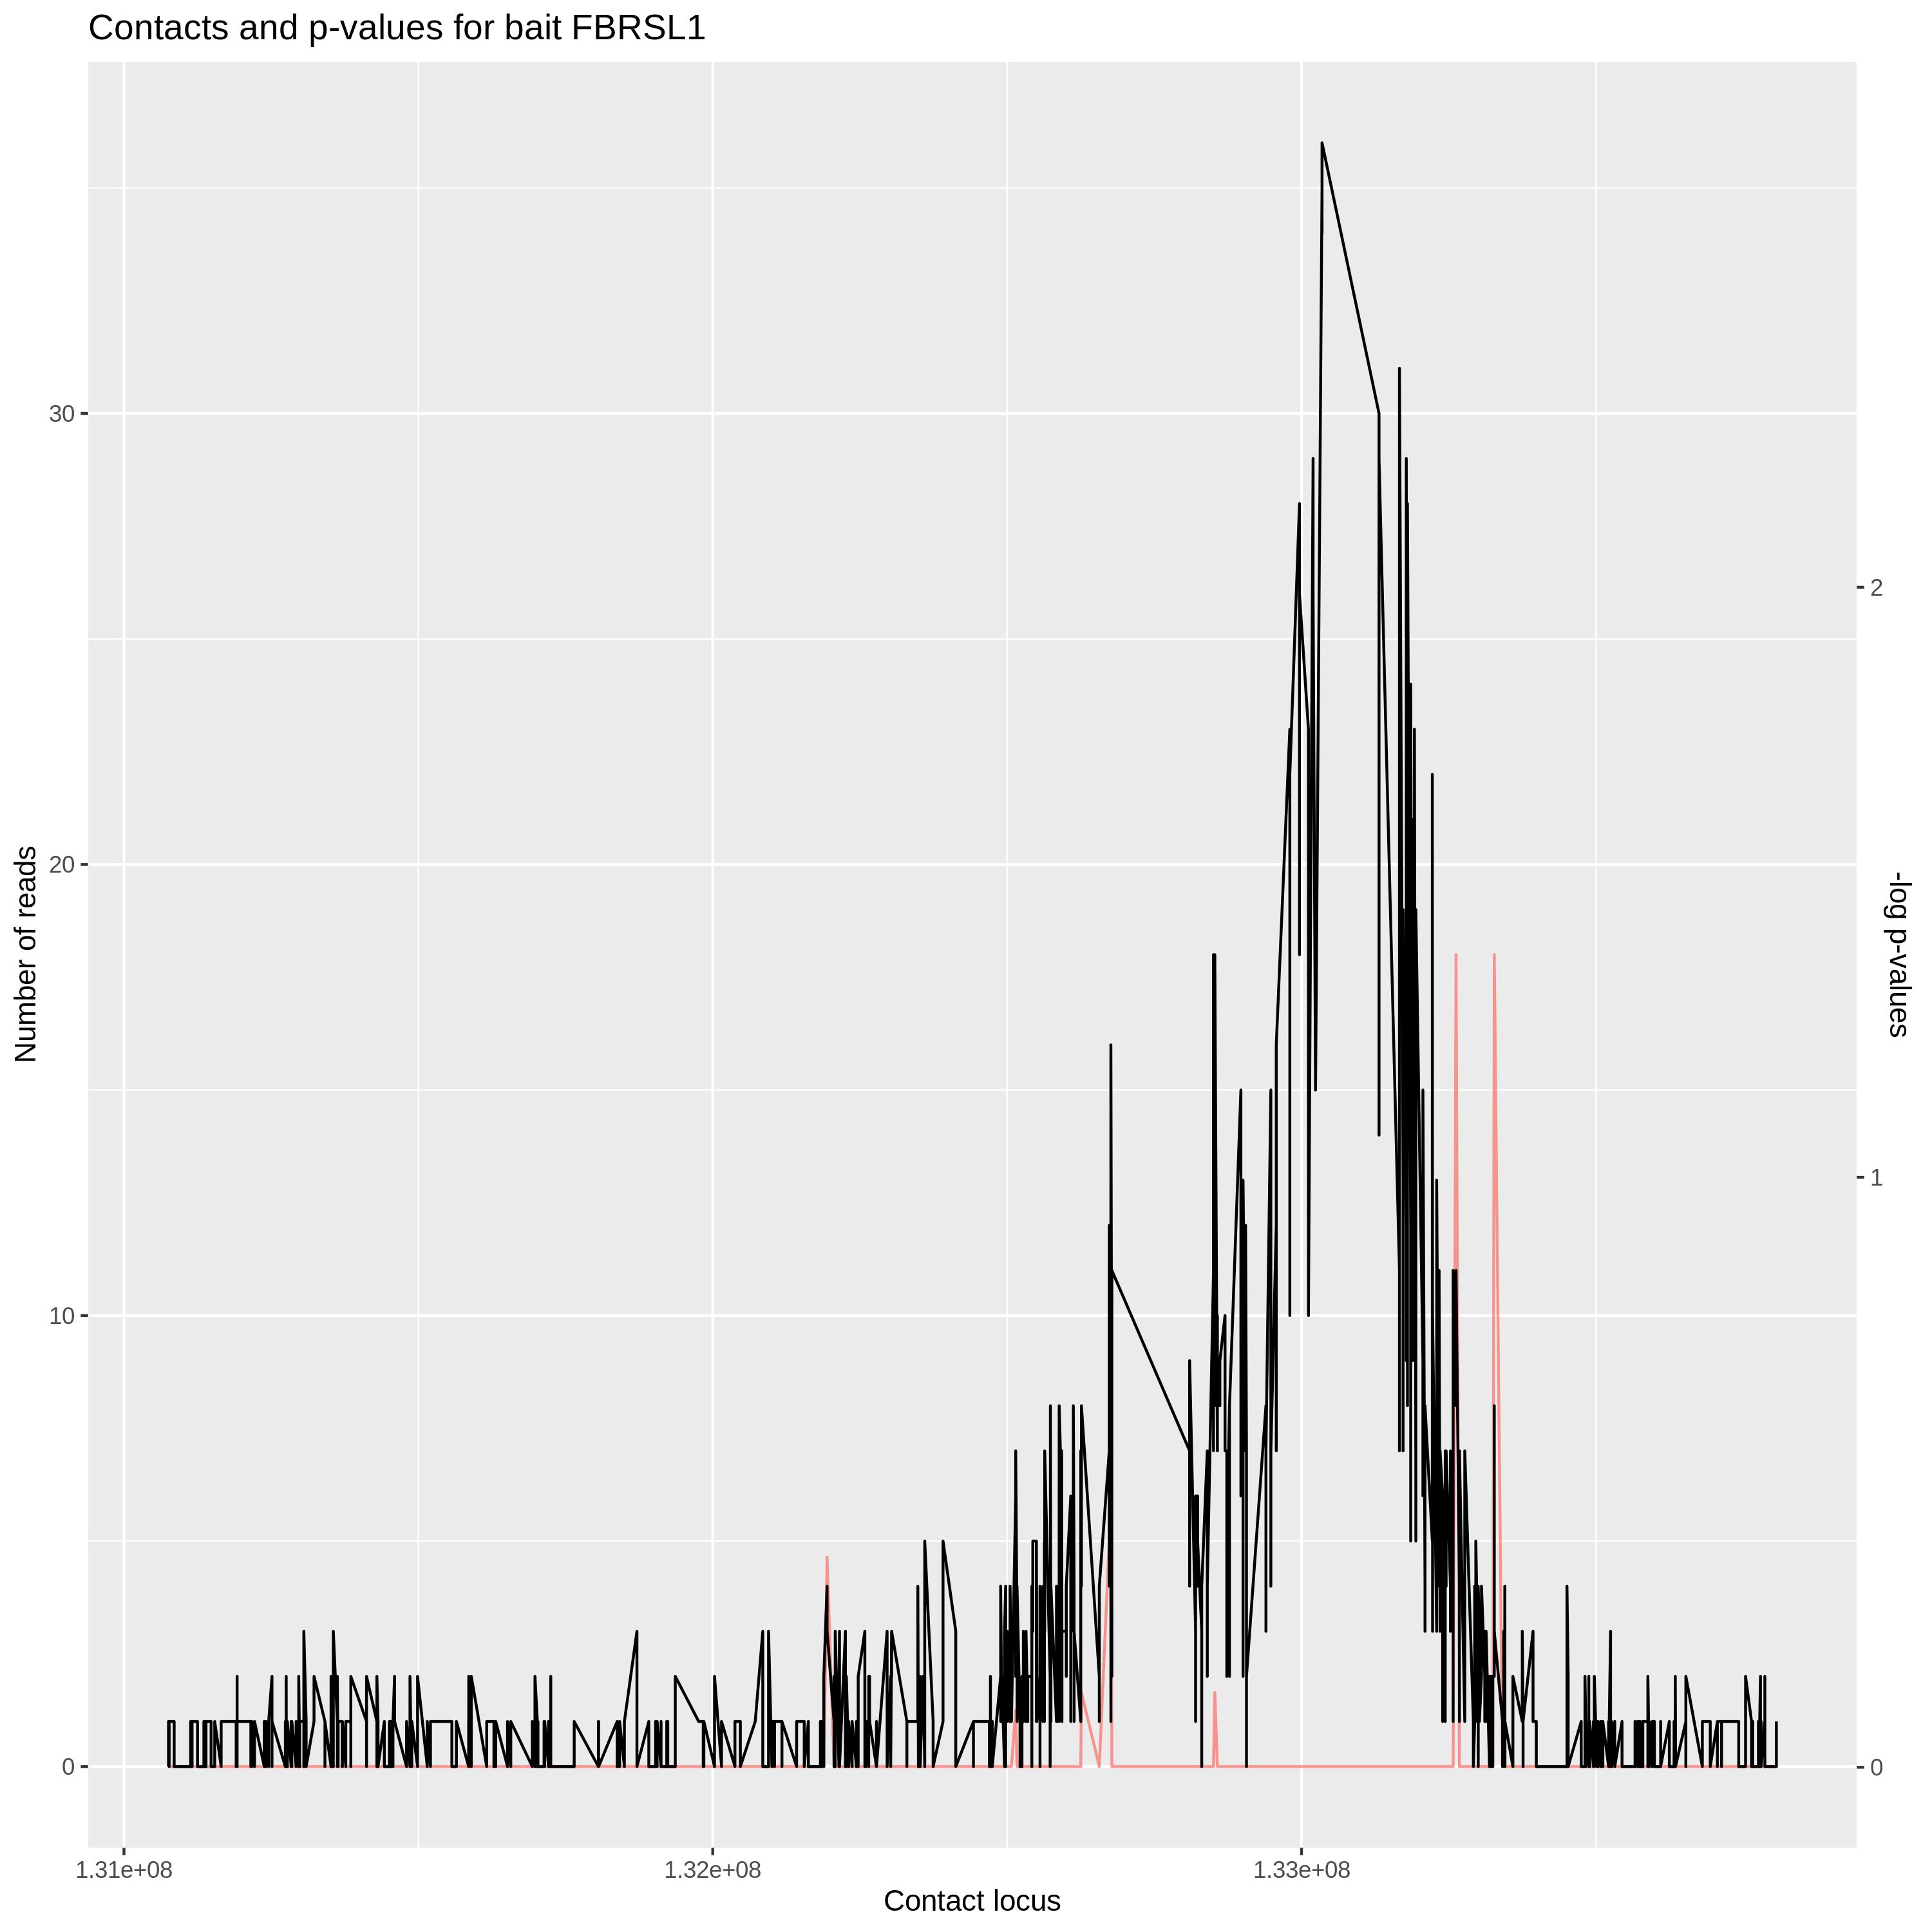 Contacts and p-values for bait FBRSL1
Number of reads
30
20
10
0
2
1
0
-log p-values
1.31e+08
1.32e+08
1.33e+08
Contact locus